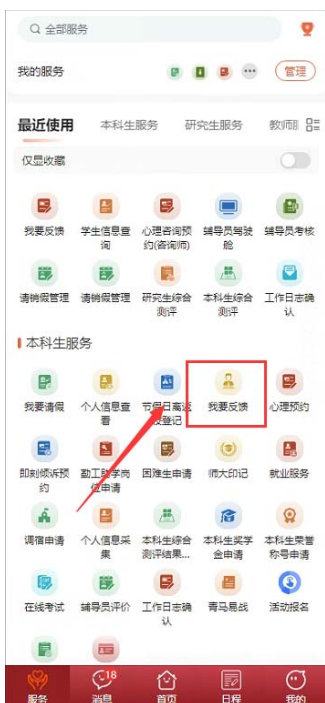 全部服务
我的服务
管理
最近使用 本科生服务 研究生服务 教师服
仅显收藏
我要反馈 学生信息查询 心理咨询预约(咨询师) 辅导员驾驶舱 辅导员考核
请销假管理 请销假管理 研究生综合测评 本科生综合测评 工作日志确认
本科生服务
我要请假 个人信息查看 节假日离返校登记 我要反馈 心理预约
即刻倾诉预约 勤工助学岗位申请 困难生申请 师大印记 就业服务
调宿申请 个人信息采集 本科生综合测评结果... 本科生奖学金申请 本科生荣誉称号申请
在线考试 辅导员评价 工作日志确认 青马易战 活动报名
18
服务 消息 首页 日程 我的